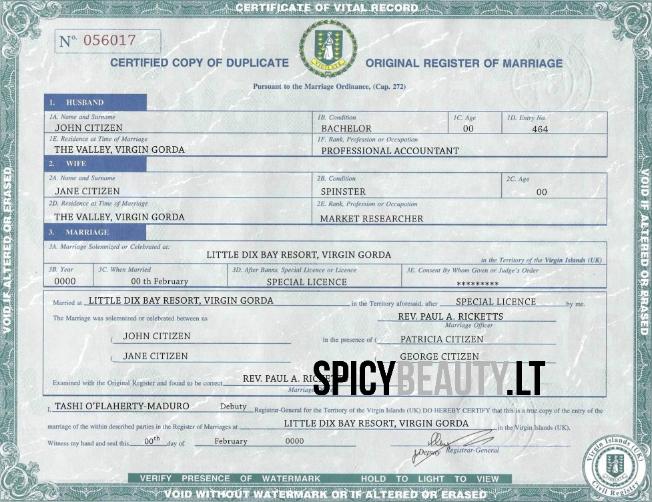 CERTIFICATE OF VITAL RECORD
Nº 056017
CERTIFIED COPY OF DUPLICATE ORIGINAL REGISTER OF MARRIAGE
Pursuant to the Marriage Ordinance, (Cap. 272)
1. HUSBAND
1A. Name and Surname 1B. Condition 1C. Age 1D. Entry No.
JOHN CITIZEN BACHELOR 00 464
1E. Residence at Time of Marriage 1F. Rank, Profession or Occupation
THE VALLEY, VIRGIN GORDA PROFESSIONAL ACCOUNTANT
2. WIFE
2A. Name and Surname 2B. Condition 2C. Age
JANE CITIZEN SPINSTER 00
2D. Residence at Time of Marriage 2E. Rank, Profession or Occupation
THE VALLEY, VIRGIN GORDA MARKET RESEARCHER
3. MARRIAGE
3A. Marriage Solemnized or Celebrated at:
LITTLE DIX BAY RESORT, VIRGIN GORDA in the Territory of the Virgin Islands (UK)
3B. Year 3C. When Married 3D. After Banns, Special Licence or Licence 3E. Consent By Whom Given or Judge's Order
0000 00 th February SPECIAL LICENCE *********
Married at LITTLE DIX BAY RESORT, VIRGIN GORDA in the Territory aforesaid, after SPECIAL LICENCE by me.
REV. PAUL A. RICKETTS
The Marriage was solemnized or celebrated between us
Marriage Officer
JOHN CITIZEN in the presence of PATRICIA CITIZEN
JANE CITIZEN GEORGE CITIZEN
SPICYBEAUTY.LT
Examined with the Original Register and found to be correct. REV. PAUL A.
I, TASHI O'FLAHERTY-MADURO Debuty Registrar-General for the Territory of the Virgin Islands (UK) DO HEREBY CERTIFY that this is a true copy of the entry of the
marriage of the within described parties in the Register of Marriages at LITTLE DIX BAY RESORT, VIRGIN GORDA in the Virgin Islands (UK).
Witness my hand and seal this 00th day of February 0000
Registrar-General
VERIFY PRESENCE OF WATERMARK HOLD TO LIGHT TO VIEW
VOID WITHOUT WATERMARK OR IF ALTERED OR ERASED
VOID IF ALTERED OR ERASED
VOID IF ALTERED OR ERASED
Virgin Islands (UK)
Civil Registry